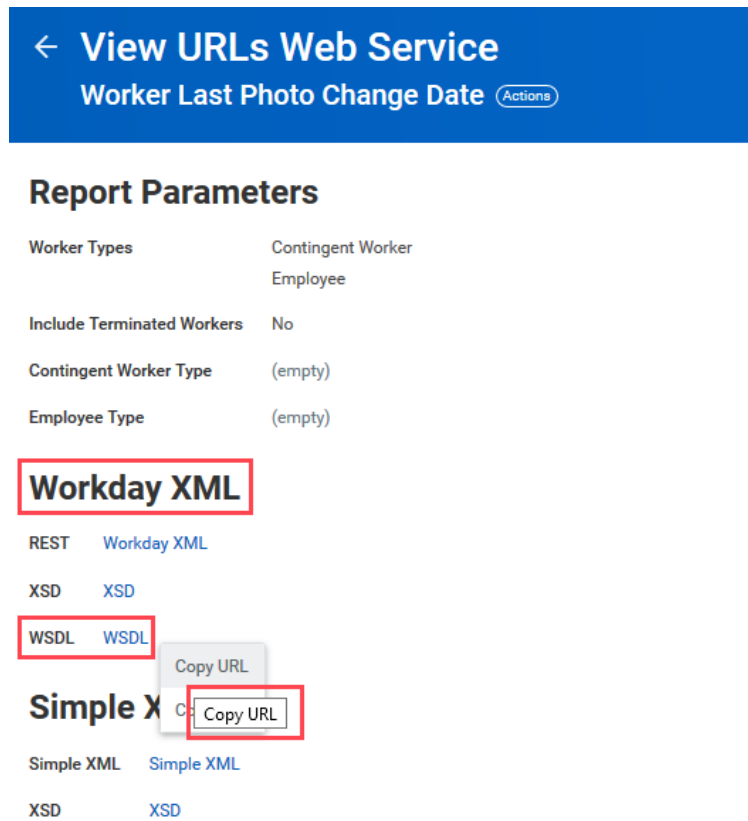 ← View URLs Web Service
Worker Last Photo Change Date Actions
Report Parameters
Worker Types Contingent Worker
Employee
Include Terminated Workers No
Contingent Worker Type (empty)
Employee Type (empty)
Workday XML
REST Workday XML
XSD XSD
WSDL WSDL
Copy URL
Simple X
Copy URL
Simple XML Simple XML
XSD XSD